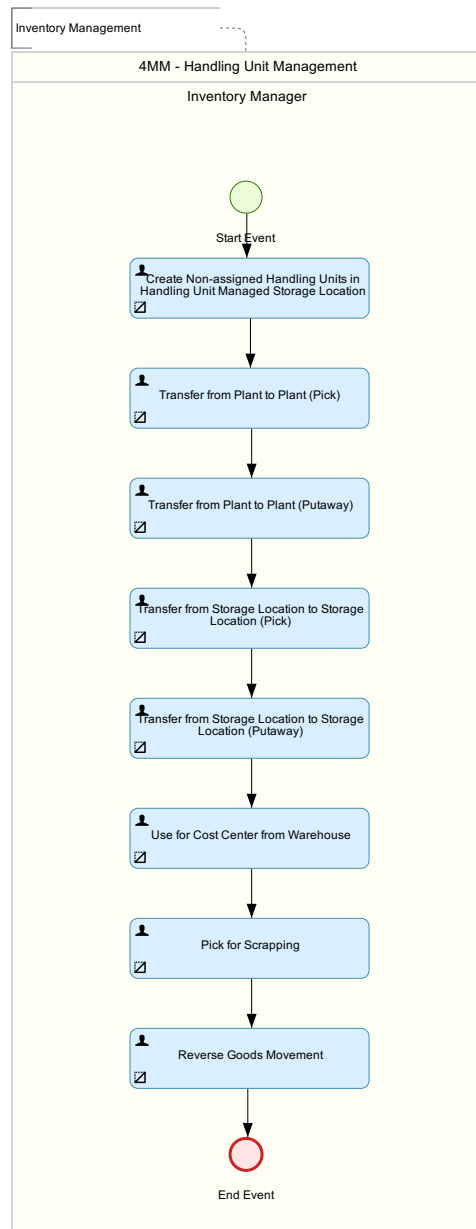 Inventory Management
4MM - Handling Unit Management
Inventory Manager
Start Event
Create Non-assigned Handling Units in
Handling Unit Managed Storage Location
Transfer from Plant to Plant (Pick)
Transfer from Plant to Plant (Putaway)
Transfer from Storage Location to Storage
Location (Pick)
Transfer from Storage Location to Storage
Location (Putaway)
Use for Cost Center from Warehouse
Pick for Scrapping
Reverse Goods Movement
End Event